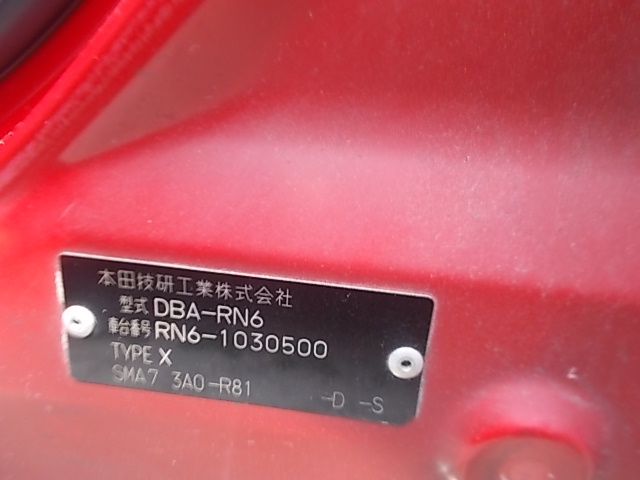 本田技研工業株式会社
型式 DBA-RN6
車台番号 RN6-1030500
TYPE X
SMA7 3A0-R81 -D -S